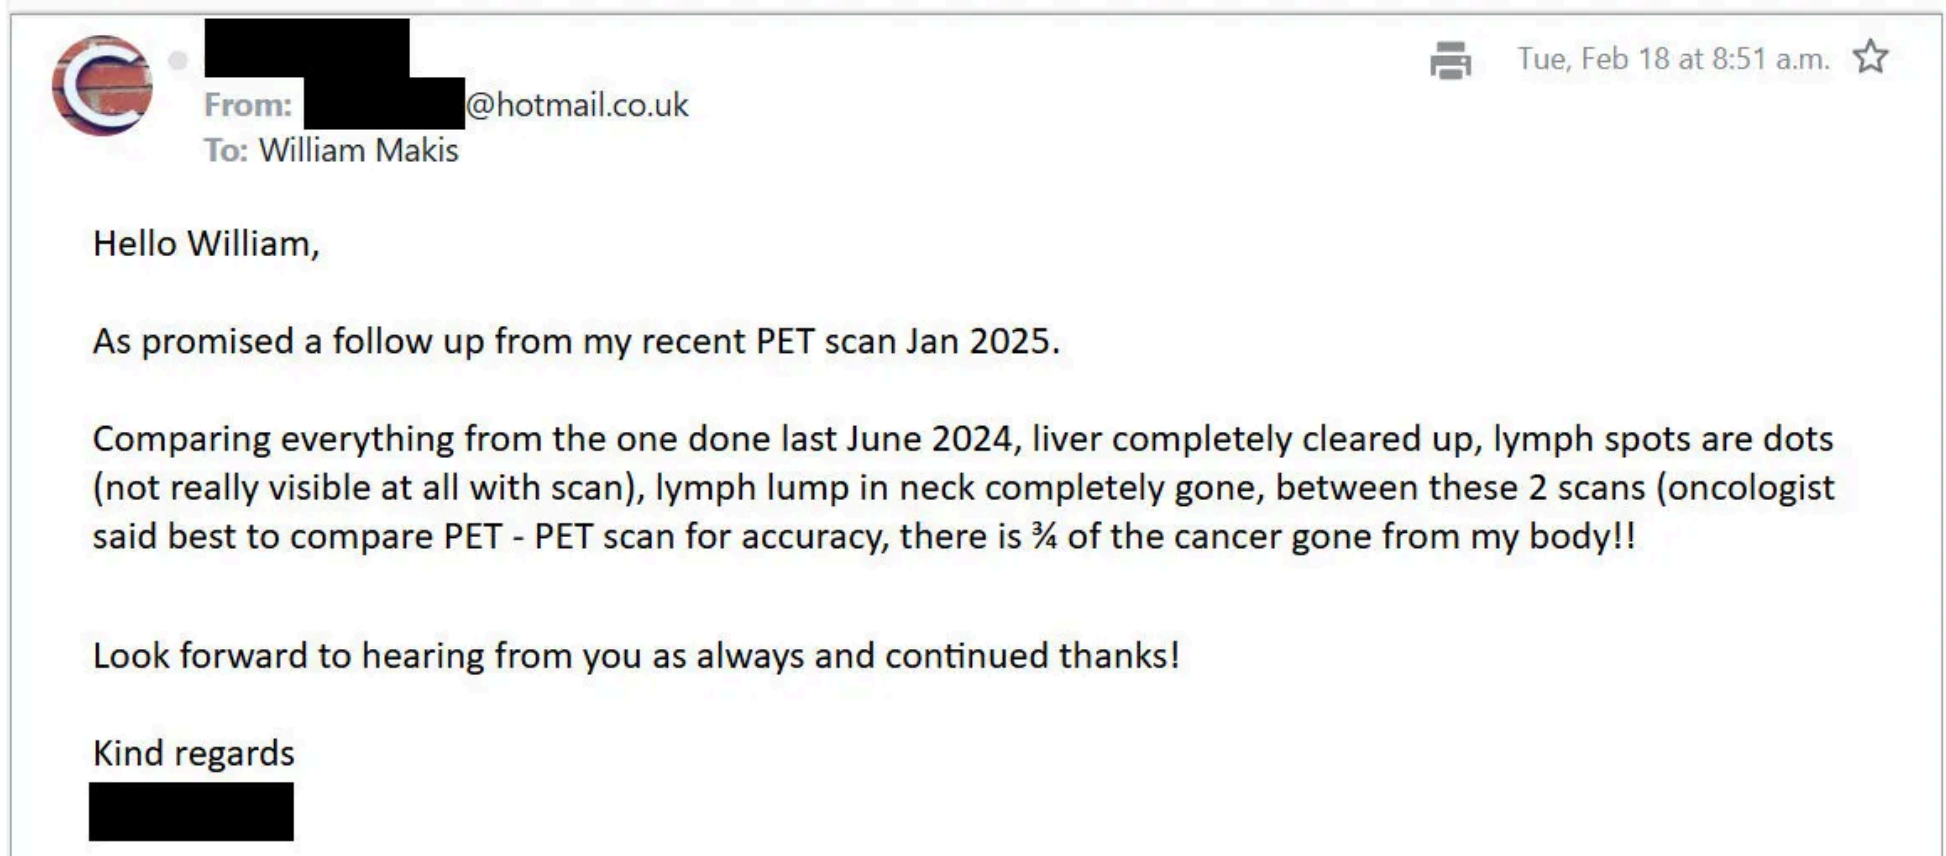 C
Tue, Feb 18 at 8:51 a.m.
From: @hotmail.co.uk
To: William Makis
Hello William,
As promised a follow up from my recent PET scan Jan 2025.
Comparing everything from the one done last June 2024, liver completely cleared up, lymph spots are dots
(not really visible at all with scan), lymph lump in neck completely gone, between these 2 scans (oncologist
said best to compare PET - PET scan for accuracy, there is ¾ of the cancer gone from my body!!
Look forward to hearing from you as always and continued thanks!
Kind regards